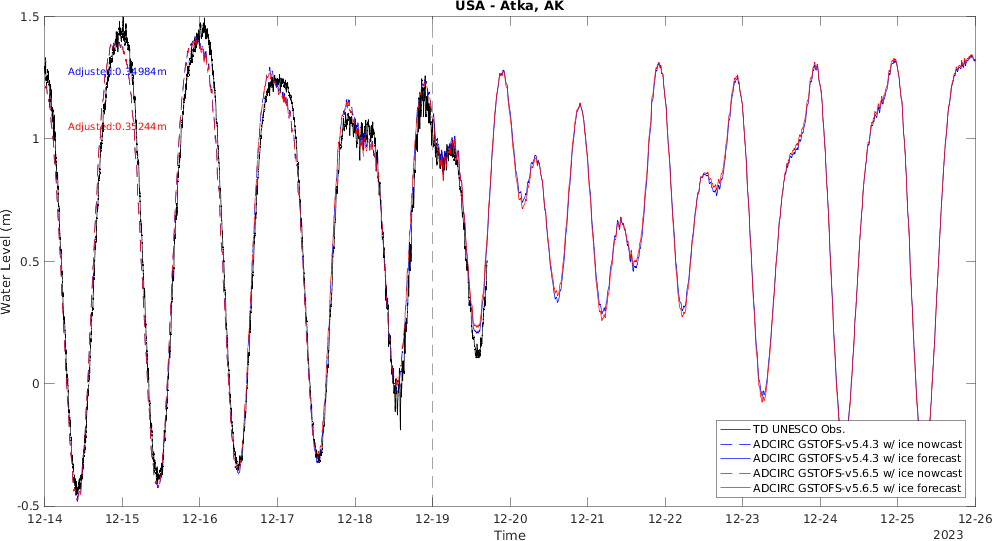 USA - Atka, AK
1.5
1
0.5
0
-0.5
Water Level (m)
Adjusted:0.34984m
Adjusted:0.35244m
TD UNESCO Obs.
ADCIRC GSTOFS-v5.4.3 w/ ice nowcast
ADCIRC GSTOFS-v5.4.3 w/ ice forecast
ADCIRC GSTOFS-v5.6.5 w/ ice nowcast
ADCIRC GSTOFS-v5.6.5 w/ ice forecast
12-14 12-15 12-16 12-17 12-18 12-19 12-20 12-21 12-22 12-23 12-24 12-25 12-26
Time
2023